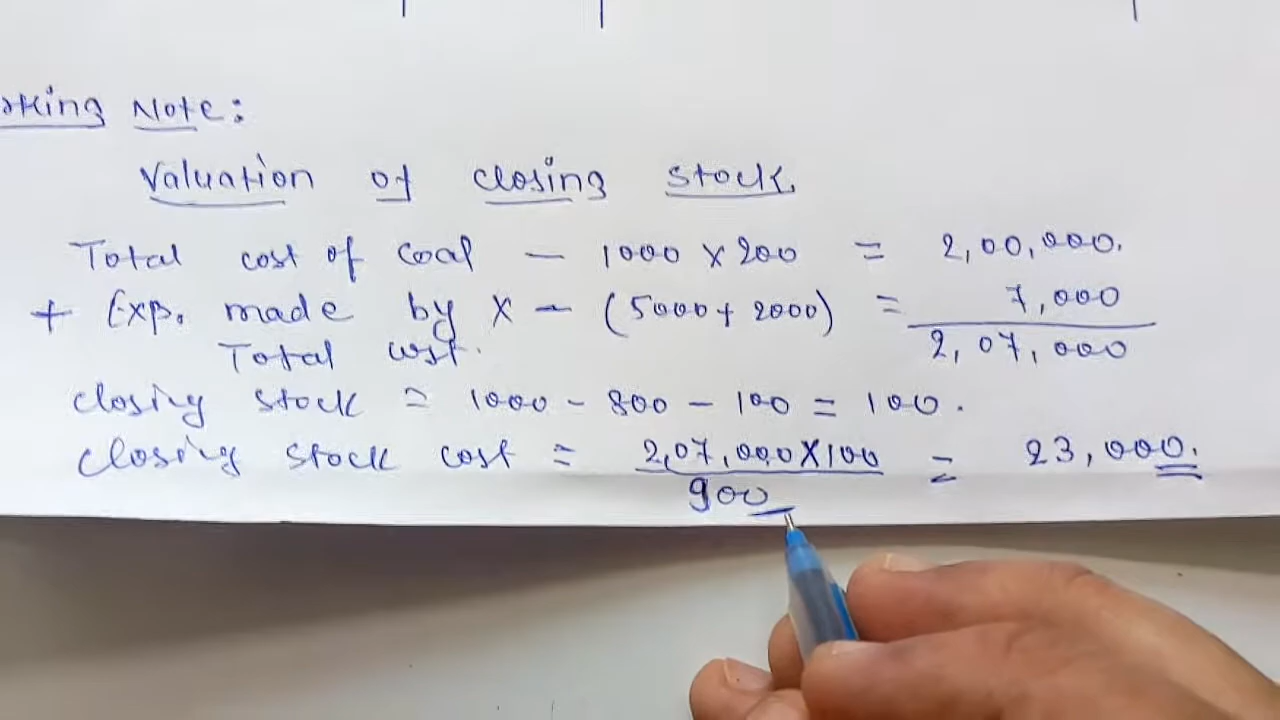 orking Note:
Valuation of closing stock.
Total cost of coal - 1000 x 200 = 2,00,000.
+ Exp. made by X - (5000 + 2000) = 7,000
Total cost. 2,07,000
closing stock = 1000 - 800 - 100 = 100.
closing stock cost = 2,07,000 X 100 = 23,000.
900